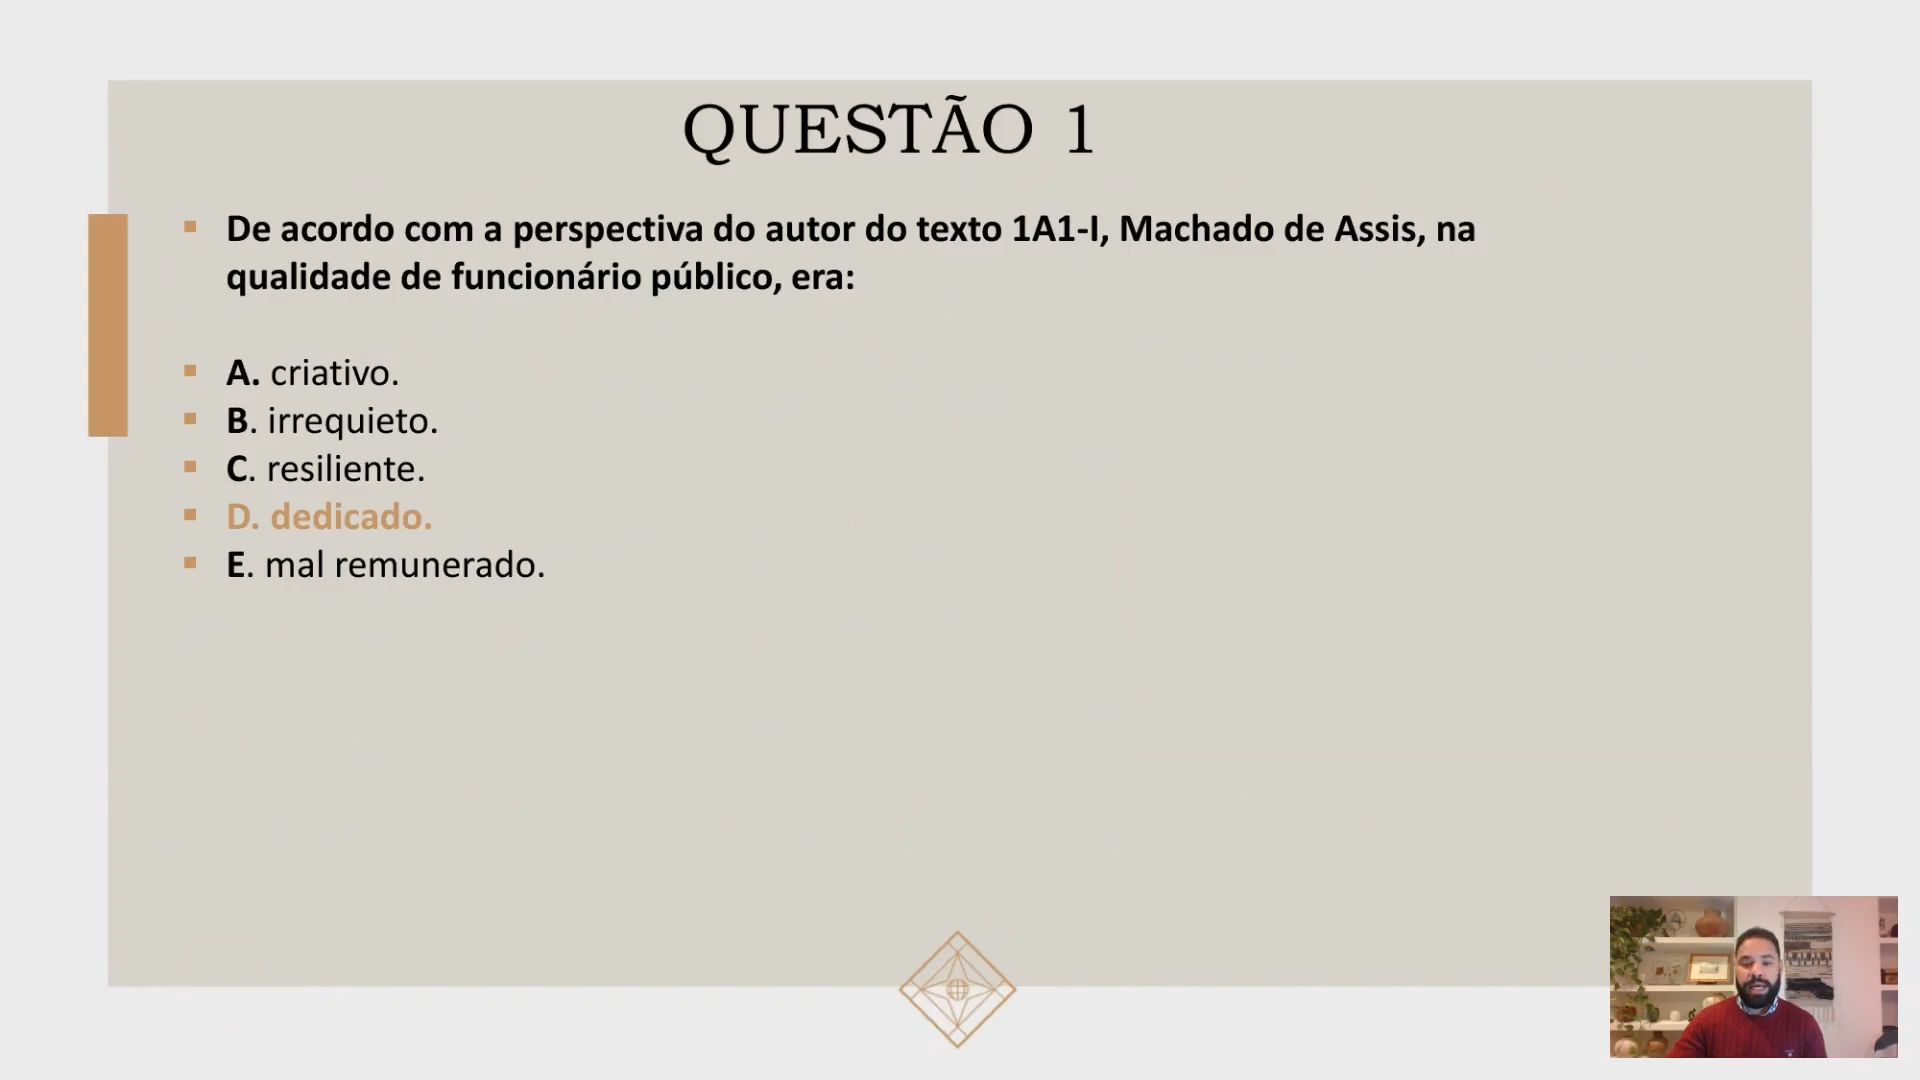 QUESTÃO 1
De acordo com a perspectiva do autor do texto 1A1-I, Machado de Assis, na
qualidade de funcionário público, era:
A. criativo.
B. irrequieto.
C. resiliente.
D. dedicado.
E. mal remunerado.